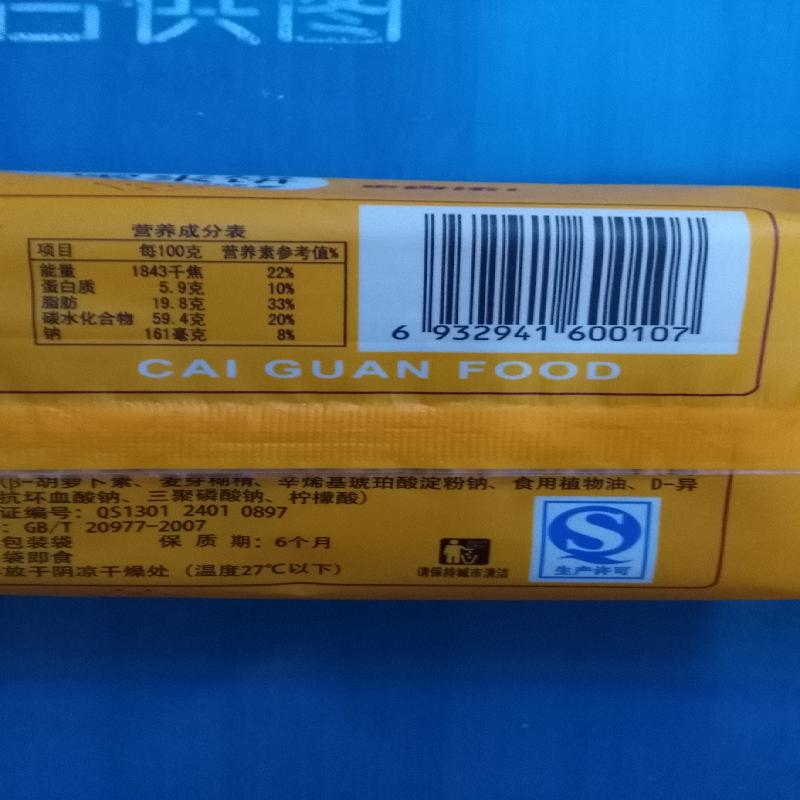 营养成分表
项目 每100克 营养素参考值%
能量 1843千焦 22%
蛋白质 5.9克 10%
脂肪 19.8克 33%
碳水化合物 59.4克 20%
钠 161毫克 8%
6 932941 600107
CAI GUAN FOOD
(β-胡萝卜素、麦芽糊精、辛烯基琥珀酸淀粉钠、食用植物油、D-异
抗坏血酸钠、三聚磷酸钠、柠檬酸)
证编号: QS1301 2401 0897
: GB/T 20977-2007
包装袋 保质期: 6个月
袋即食
放于阴凉干燥处 (温度27℃以下)
请保持城市清洁
生产许可